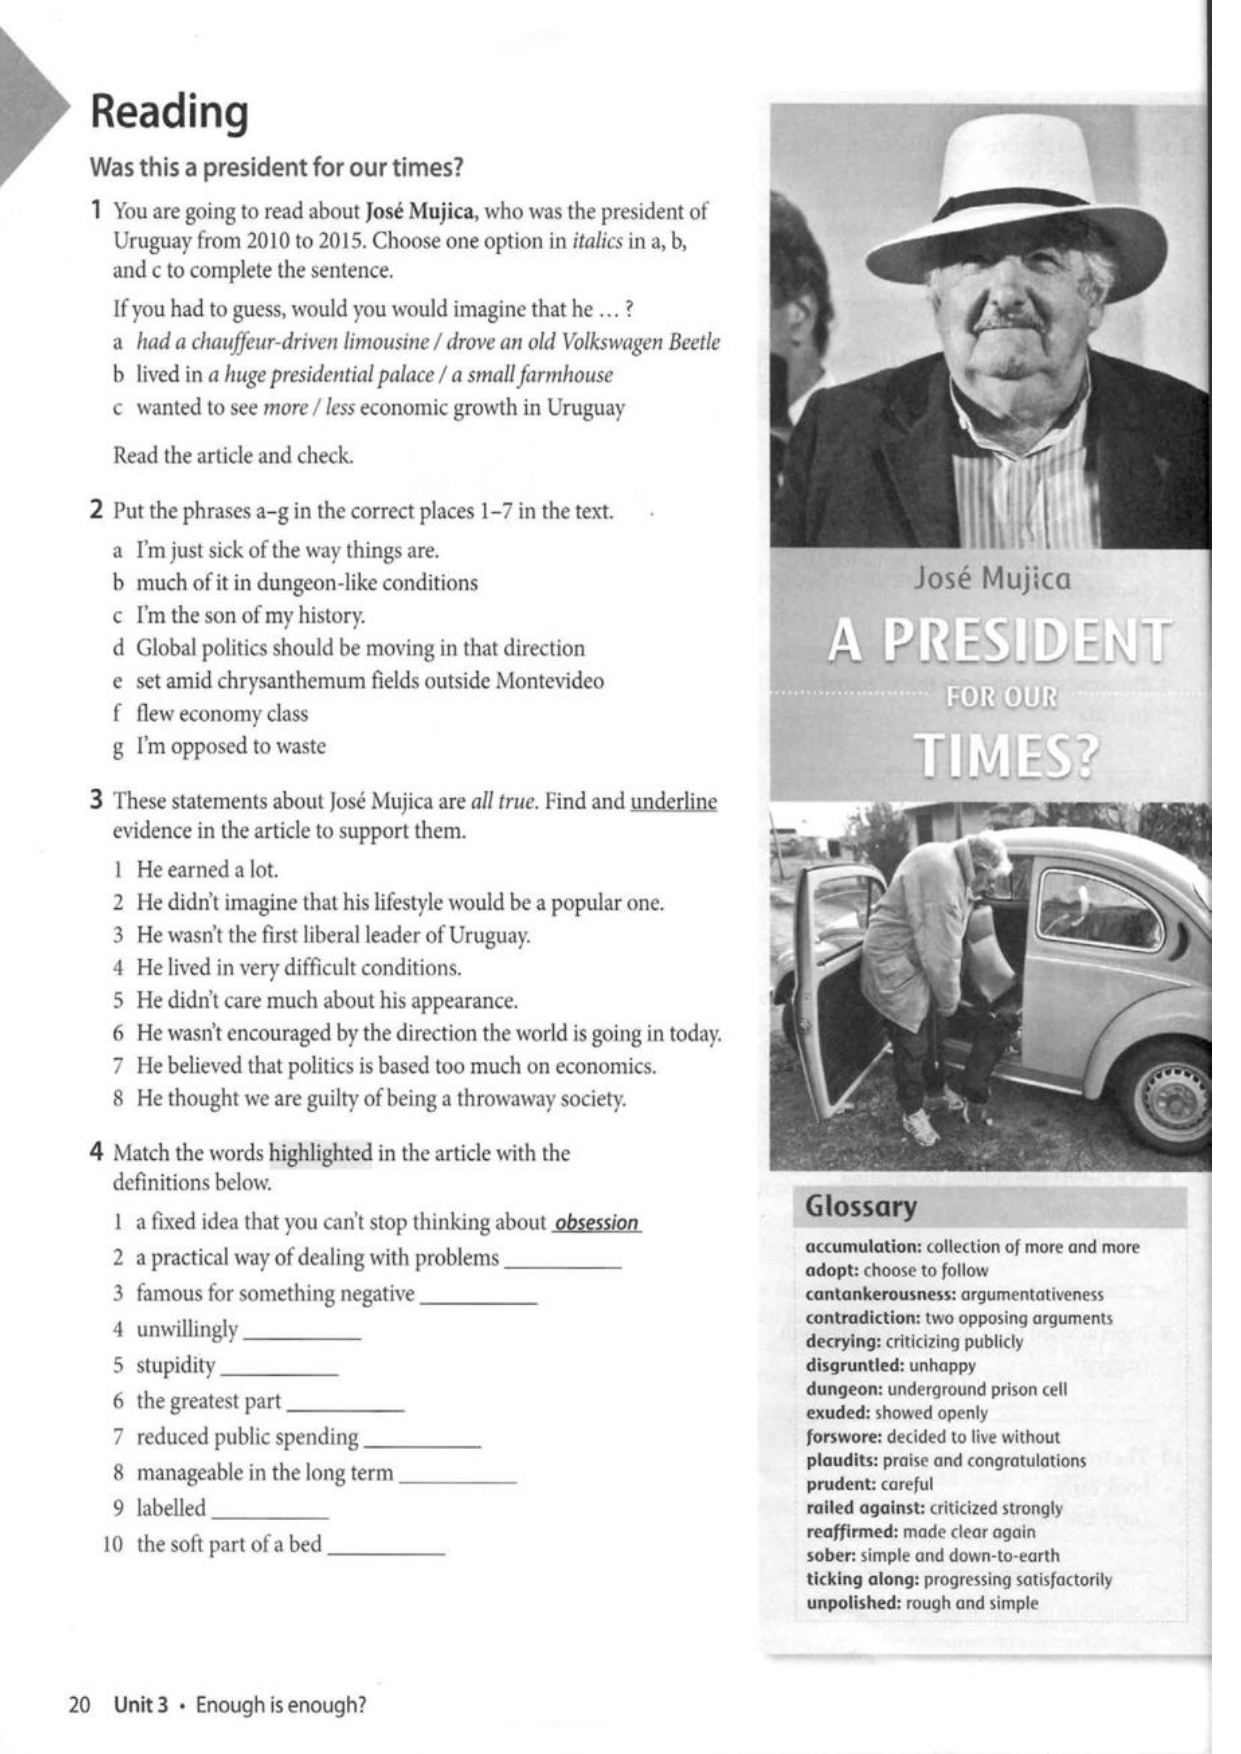 Reading
Was this a president for our times?
1 You are going to read about José Mujica, who was the president of
Uruguay from 2010 to 2015. Choose one option in italics in a, b,
and c to complete the sentence.
If you had to guess, would you would imagine that he … ?
a had a chauffeur-driven limousine / drove an old Volkswagen Beetle
b lived in a huge presidential palace / a small farmhouse
c wanted to see more / less economic growth in Uruguay
Read the article and check.
2 Put the phrases a–g in the correct places 1–7 in the text.
a I'm just sick of the way things are.
b much of it in dungeon-like conditions
c I'm the son of my history.
d Global politics should be moving in that direction
e set amid chrysanthemum fields outside Montevideo
f flew economy class
g I'm opposed to waste
3 These statements about José Mujica are all true. Find and underline
evidence in the article to support them.
1 He earned a lot.
2 He didn't imagine that his lifestyle would be a popular one.
3 He wasn't the first liberal leader of Uruguay.
4 He lived in very difficult conditions.
5 He didn't care much about his appearance.
6 He wasn't encouraged by the direction the world is going in today.
7 He believed that politics is based too much on economics.
8 He thought we are guilty of being a throwaway society.
4 Match the words highlighted in the article with the
definitions below.
1 a fixed idea that you can't stop thinking about obsession
2 a practical way of dealing with problems
3 famous for something negative
4 unwillingly
5 stupidity
6 the greatest part
7 reduced public spending
8 manageable in the long term
9 labelled
10 the soft part of a bed
José Mujica
A PRESIDENT
FOR OUR
TIMES?
Glossary
accumulation: collection of more and more
adopt: choose to follow
cantankerousness: argumentativeness
contradiction: two opposing arguments
decrying: criticizing publicly
disgruntled: unhappy
dungeon: underground prison cell
exuded: showed openly
forswore: decided to live without
plaudits: praise and congratulations
prudent: careful
railed against: criticized strongly
reaffirmed: made clear again
sober: simple and down-to-earth
ticking along: progressing satisfactorily
unpolished: rough and simple
20 Unit 3 • Enough is enough?